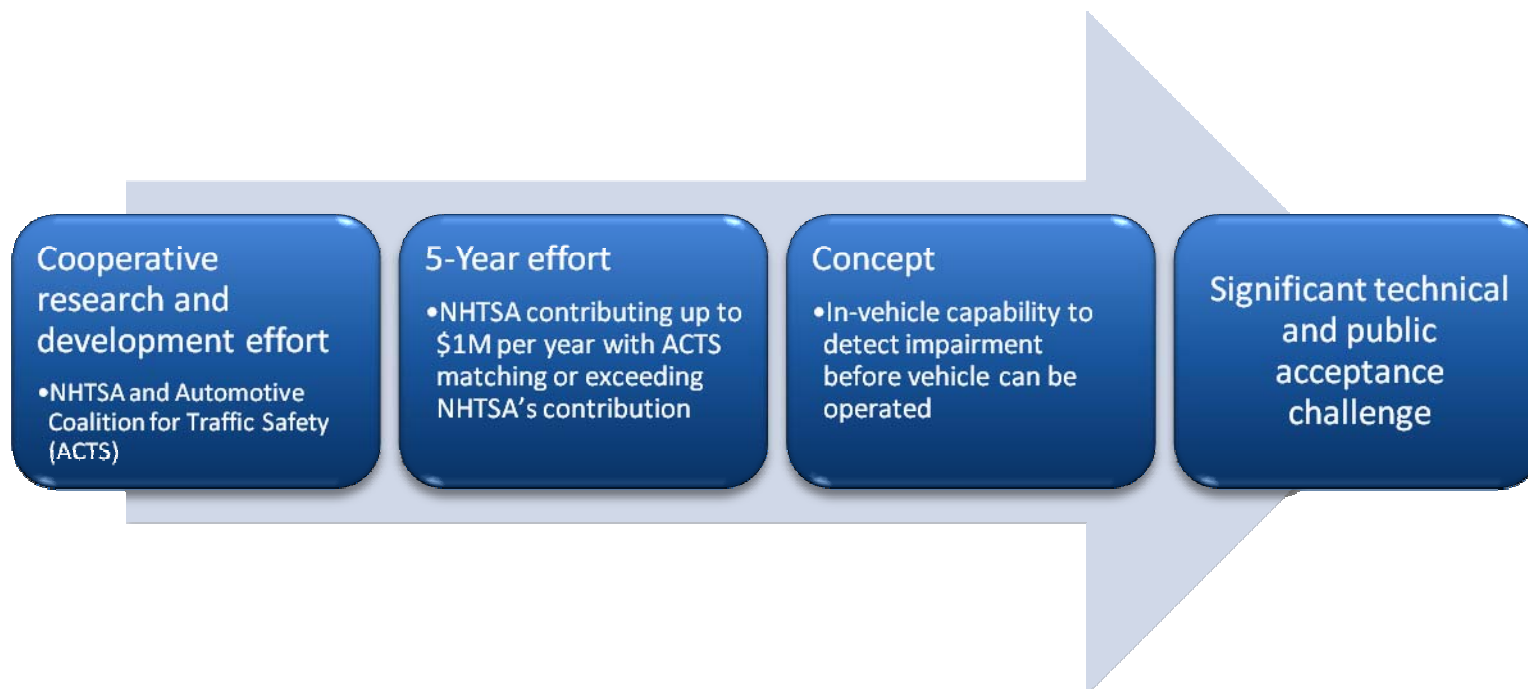 Cooperative
research and
development effort
•NHTSA and Automotive
Coalition for Traffic Safety
(ACTS)
5-Year effort
•NHTSA contributing up to
$1M per year with ACTS
matching or exceeding
NHTSA's contribution
Concept
•In-vehicle capability to
detect impairment
before vehicle can be
operated
Significant technical
and public
acceptance
challenge